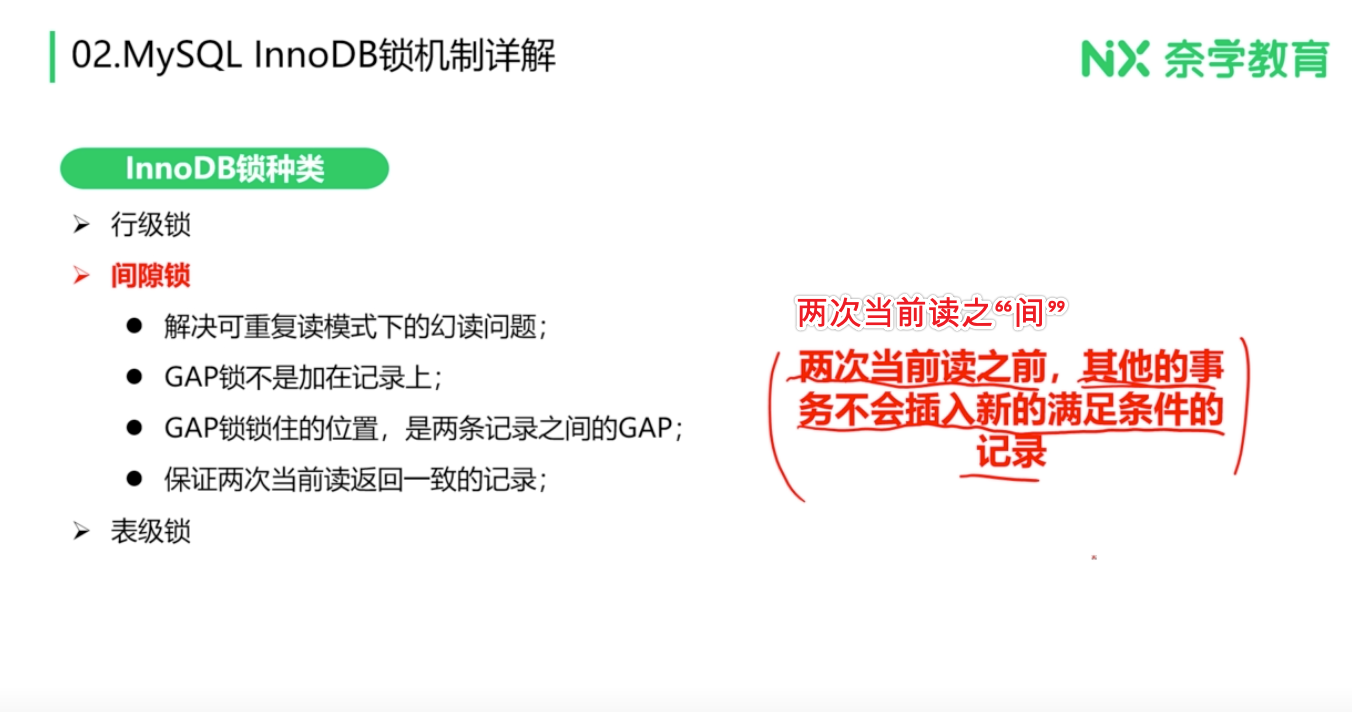 02.MySQL InnoDB锁机制详解
NX 奈学教育
InnoDB锁种类
行级锁
间隙锁
解决可重复读模式下的幻读问题；
GAP锁不是加在记录上；
GAP锁锁住的位置，是两条记录之间的GAP；
保证两次当前读返回一致的记录；
表级锁
两次当前读之“间”
两次当前读之前，其他的事
务不会插入新的满足条件的
记录